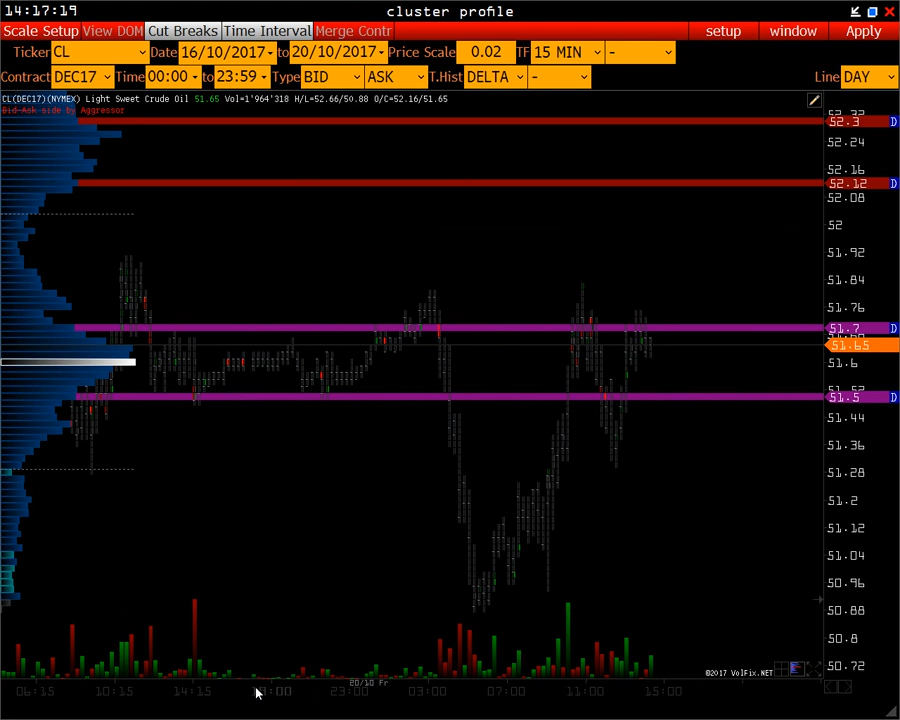 14:17:19 cluster profile
Scale Setup View DOM Cut Breaks Time Interval Merge Contr setup window Apply
Ticker CL Date 16/10/2017 to 20/10/2017 Price Scale 0.02 TF 15 MIN -
Contract DEC17 Time 00:00 to 23:59 Type BID ASK T.Hist DELTA - Line DAY
CL(DEC17)(NYMEX) Light Sweet Crude Oil 51.65 Vol=1'964'318 H/L=52.66/50.88 O/C=52.16/51.65
Bid-Ask side by Aggressor
52.32
52.3 D
52.24
52.16
52.12 D
52.08
52
51.92
51.84
51.76
51.7 D
51.65
51.6
51.5 D
51.44
51.36
51.28
51.2
51.12
51.04
50.96
50.88
50.8
50.72
©2017 VolFix.NET
20/10 Fr
06:15 10:15 14:15 23:00 03:00 07:00 11:00 15:00